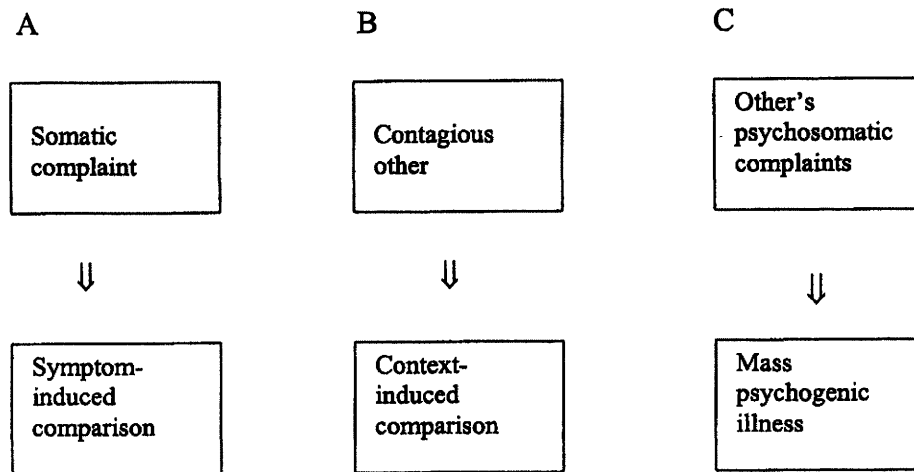 A
B
C
Somatic
complaint
Contagious
other
Other's
psychosomatic
complaints
⇓
⇓
⇓
Symptom-
induced
comparison
Context-
induced
comparison
Mass
psychogenic
illness